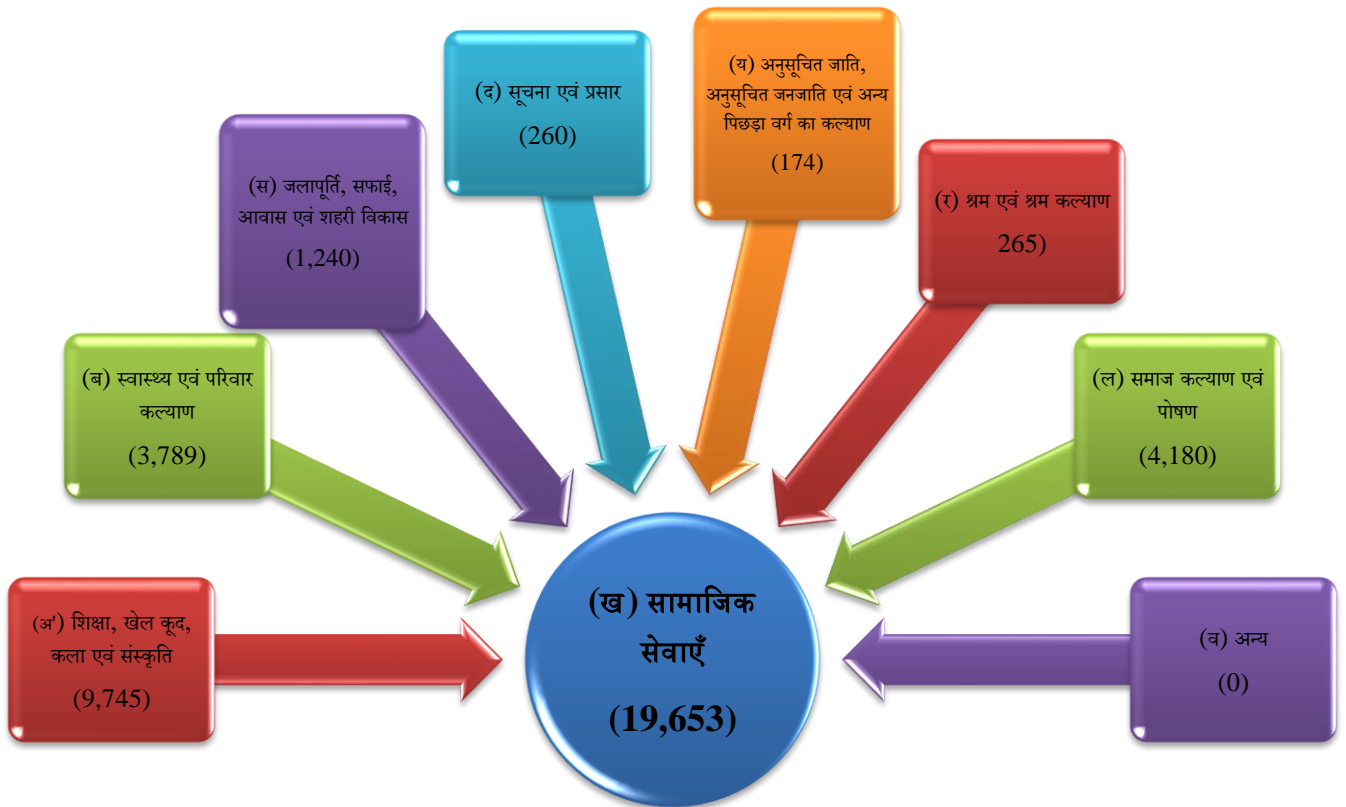 (अ') शिक्षा, खेल कूद,
कला एवं संस्कृति
(9,745)
(ब) स्वास्थ्य एवं परिवार
कल्याण
(3,789)
(स) जलापूर्ति, सफाई,
आवास एवं शहरी विकास
(1,240)
(द) सूचना एवं प्रसार
(260)
(य) अनुसूचित जाति,
अनुसूचित जनजाति एवं अन्य
पिछड़ा वर्ग का कल्याण
(174)
(र) श्रम एवं श्रम कल्याण
265)
(ल) समाज कल्याण एवं
पोषण
(4,180)
(व) अन्य
(0)
(ख) सामाजिक
सेवाएँ
(19,653)